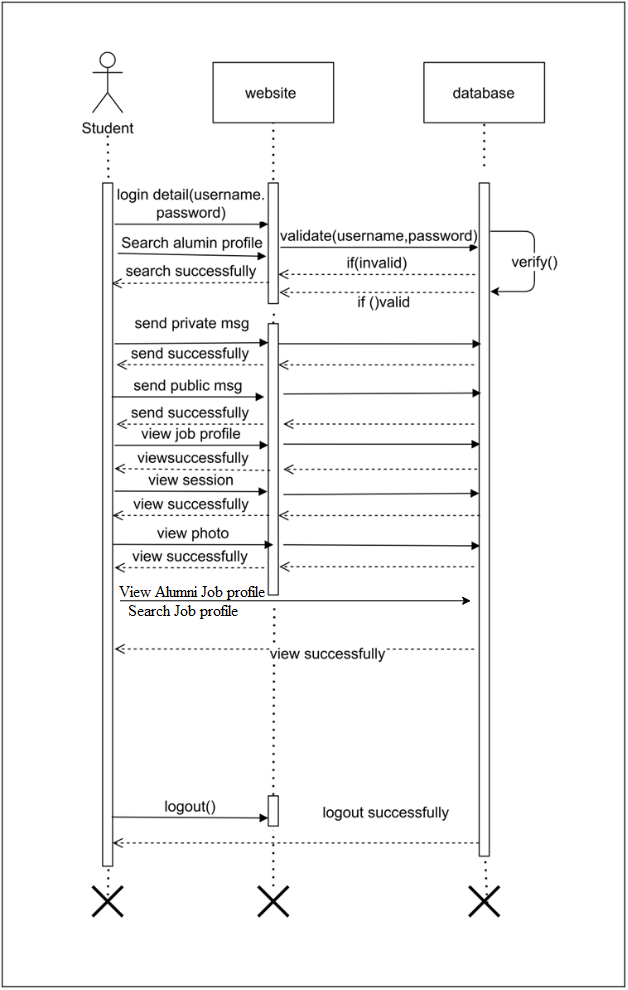 website
database
Student
login detail(username.
password)
validate(username,password)
Search alumin profile
if(invalid)
verify()
search successfully
if ()valid
send private msg
send successfully
send public msg
send successfully
view job profile
viewsuccessfully
view session
view successfully
view photo
view successfully
View Alumni Job profile
Search Job profile
view successfully
logout()
logout successfully